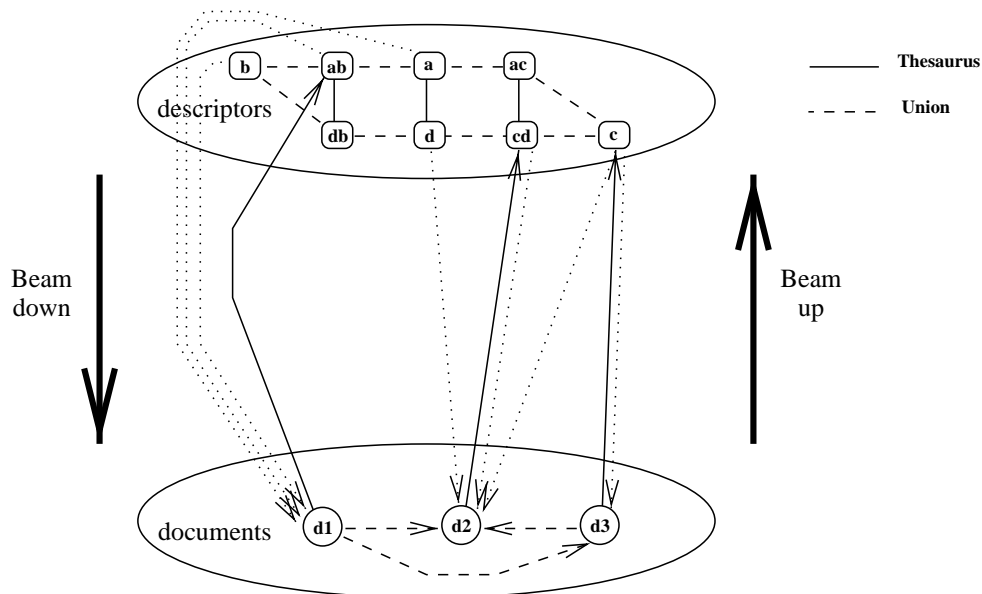 b ab a ac
Thesaurus
descriptors
Union
db d cd c
Beam
down
Beam
up
documents
d1 d2 d3